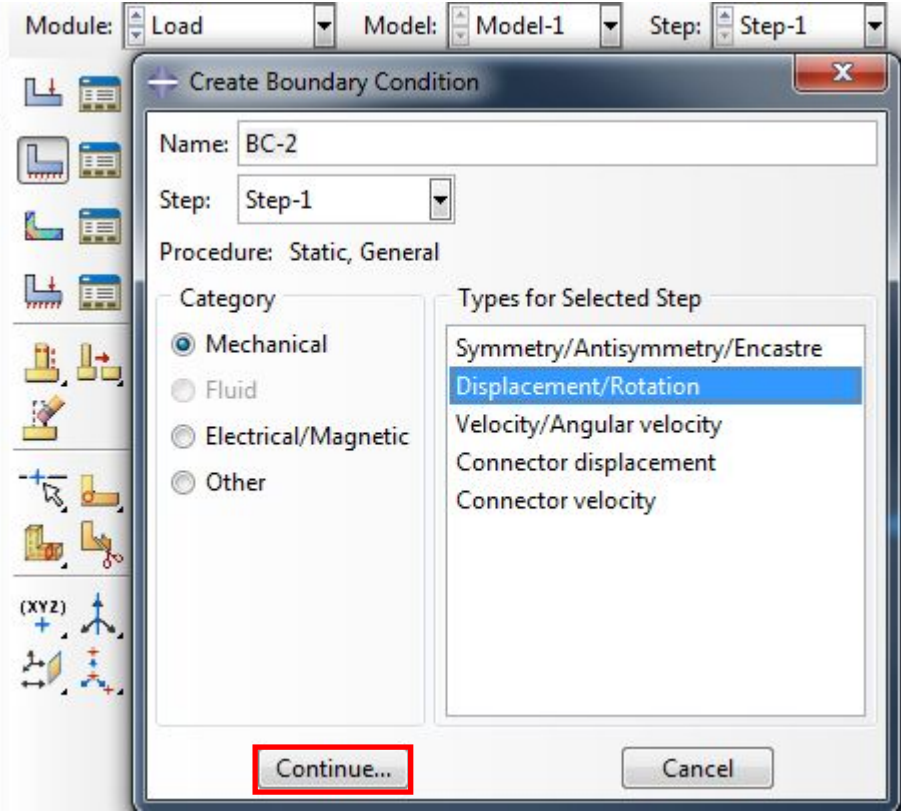 Module: Load Model: Model-1 Step: Step-1
Create Boundary Condition
Name: BC-2
Step: Step-1
Procedure: Static, General
Category
Mechanical
Fluid
Electrical/Magnetic
Other
Types for Selected Step
Symmetry/Antisymmetry/Encastre
Displacement/Rotation
Velocity/Angular velocity
Connector displacement
Connector velocity
(XYZ)
Continue... Cancel